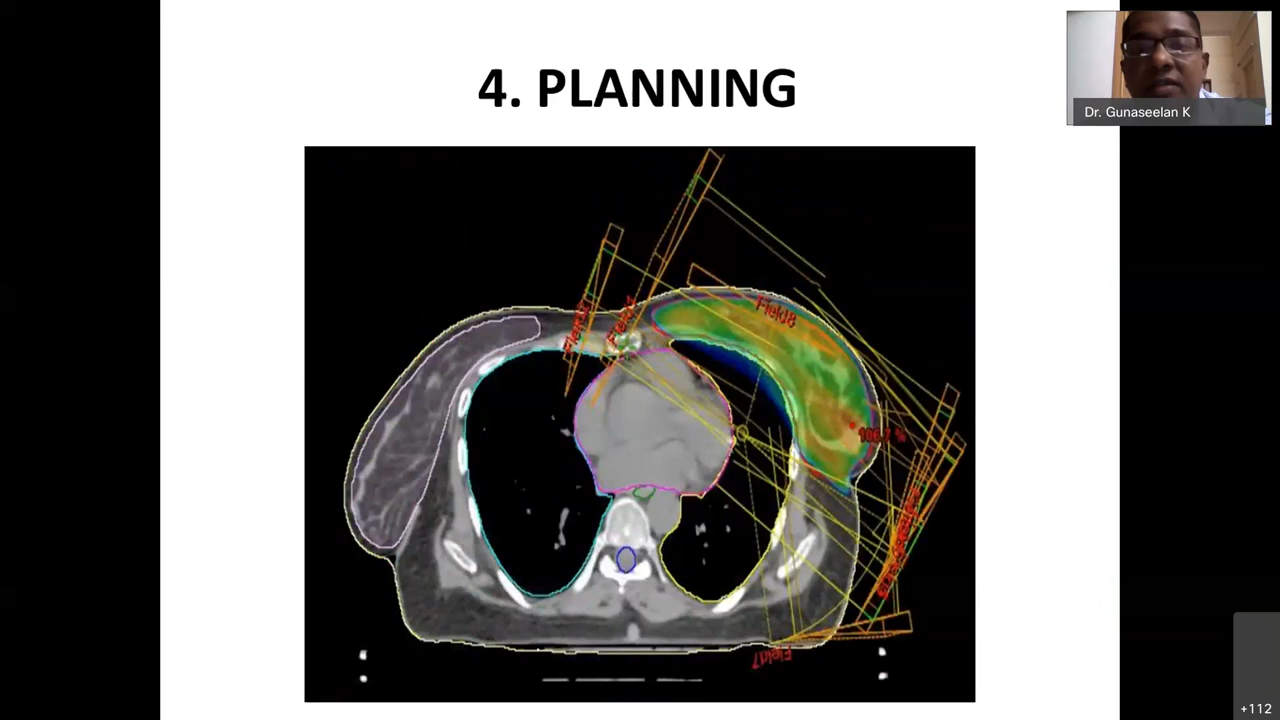 4. PLANNING
Dr. Gunaseelan K
Field8
106.7 %
Field7
+112